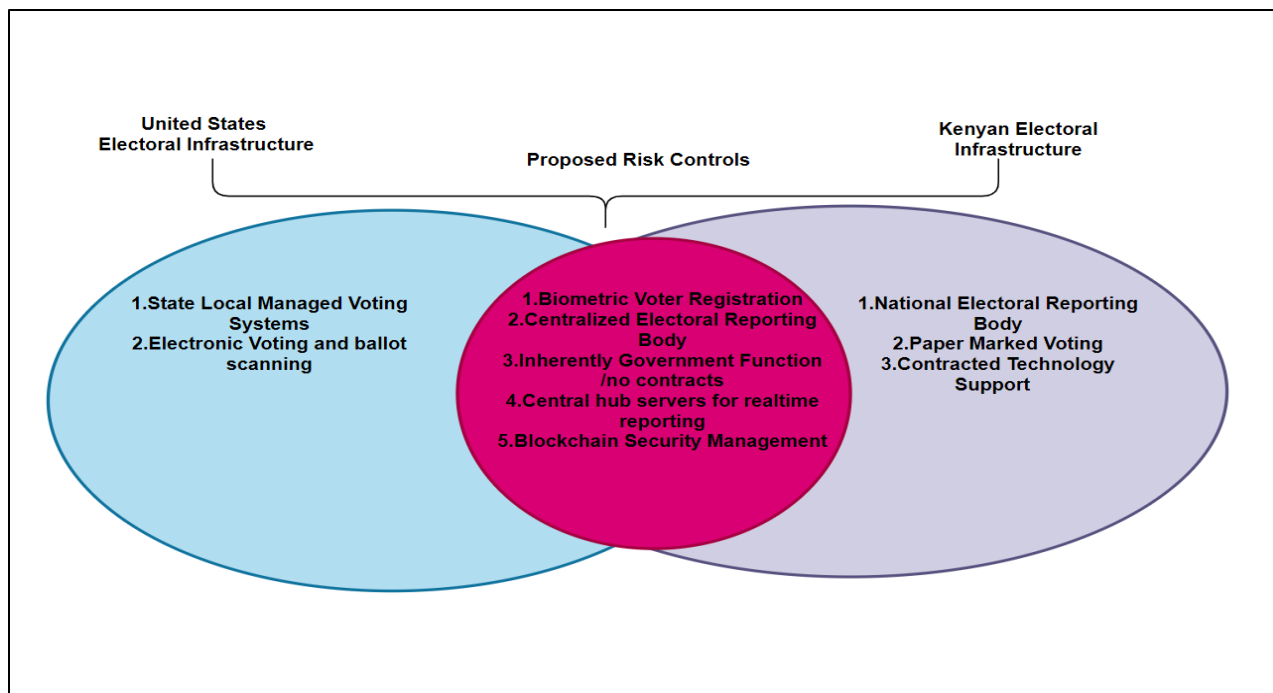 United States
Electoral Infrastructure
Proposed Risk Controls
Kenyan Electoral
Infrastructure
1.State Local Managed Voting
Systems
2.Electronic Voting and ballot
scanning
1.Biometric Voter Registration
2.Centralized Electoral Reporting
Body
3.Inherently Government Function
/no contracts
4.Central hub servers for realtime
reporting
5.Blockchain Security Management
1.National Electoral Reporting
Body
2.Paper Marked Voting
3.Contracted Technology
Support